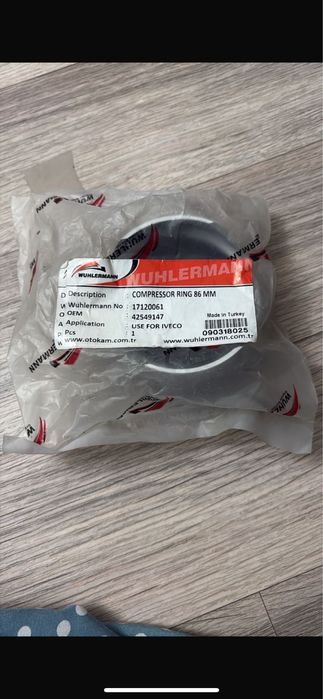 WUHLERMANN
WUHLERMANN
Description : COMPRESSOR RING 86 MM
Wuhlermann No : 17120061
OEM : 42549147
Application : USE FOR IVECO
Pcs : 1
Made in Turkey
090318025
www.otokam.com.tr
www.wuhlermann.com.tr